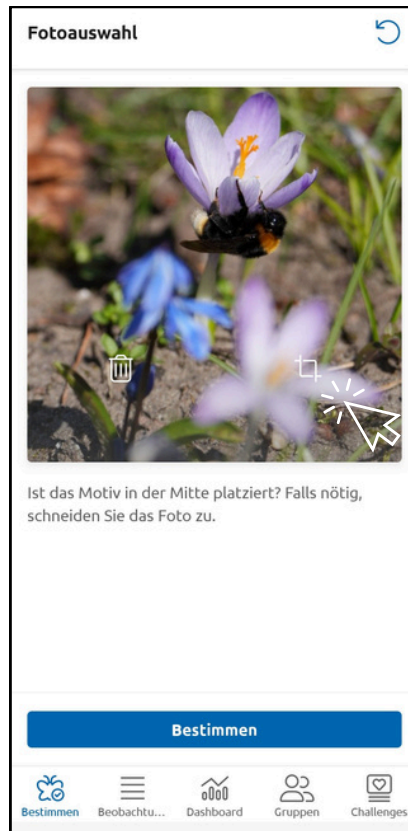 Fotoauswahl
Ist das Motiv in der Mitte platziert? Falls nötig,
schneiden Sie das Foto zu.
Bestimmen
Bestimmen
Beobachtu...
Dashboard
Gruppen
Challenges